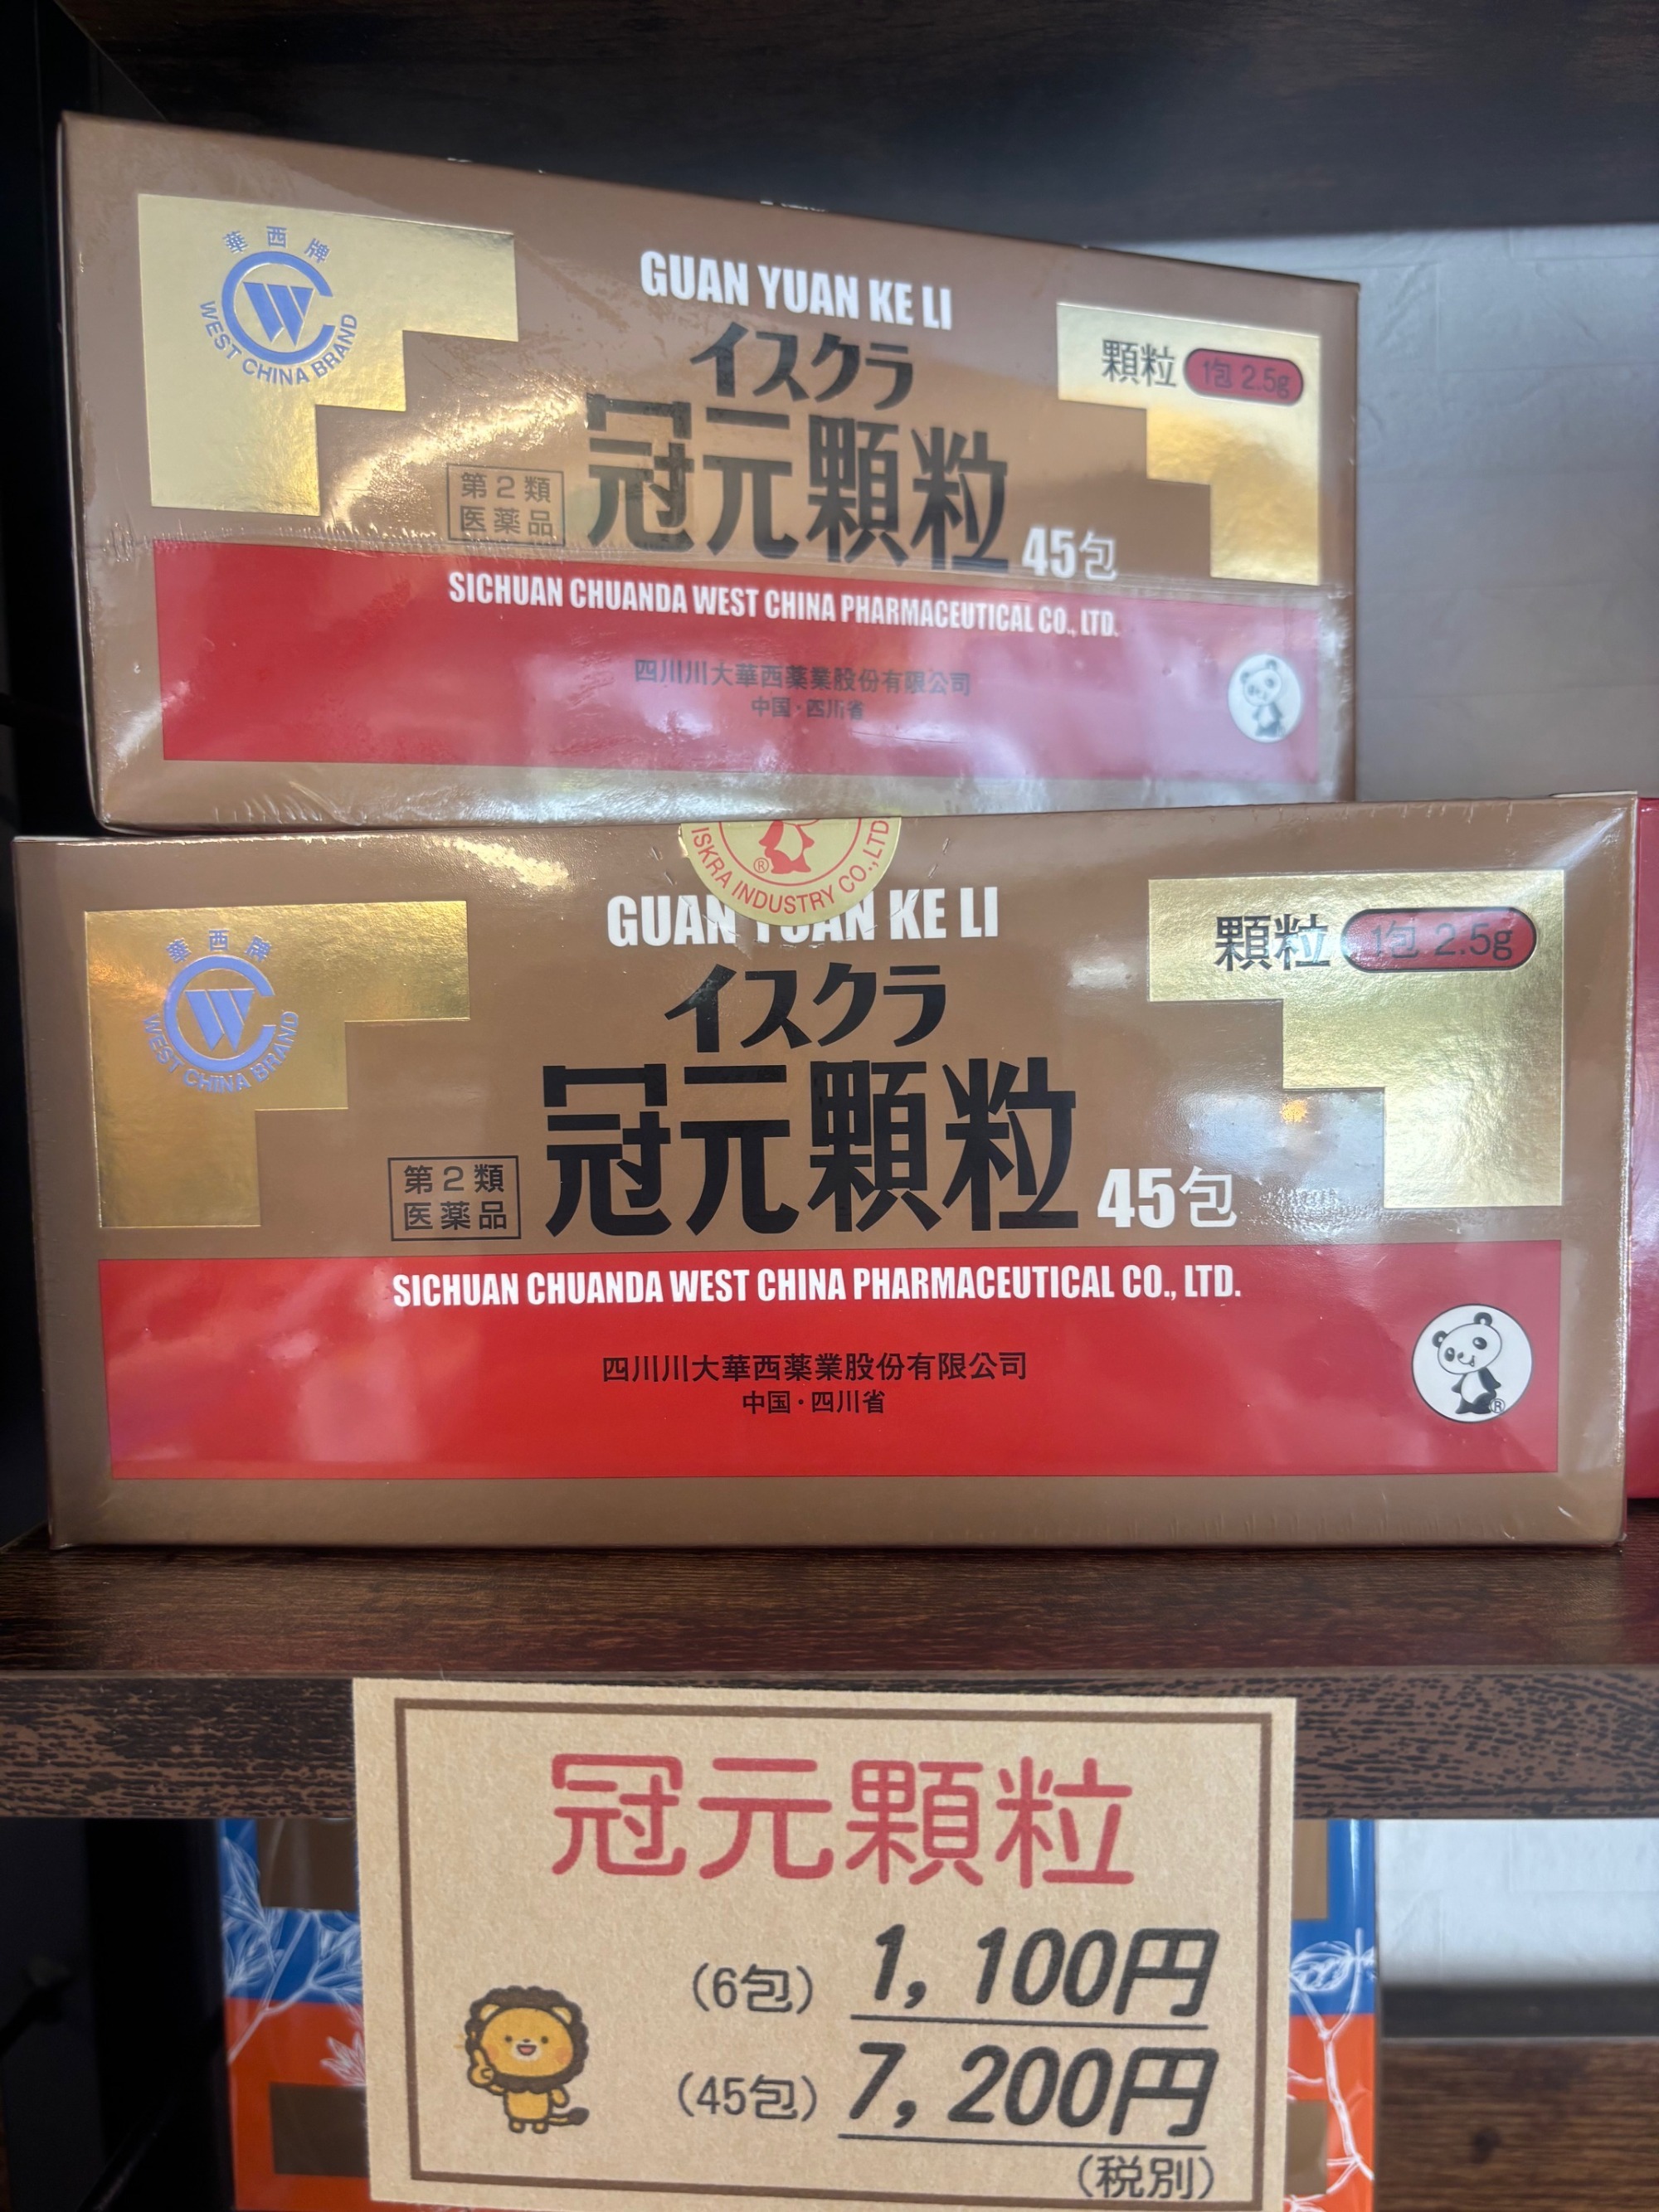 華西牌
WEST CHINA BRAND
GUAN YUAN KE LI
イスクラ
顆粒 1包 2.5g
第2類
医薬品
冠元顆粒 45包
SICHUAN CHUANDA WEST CHINA PHARMACEUTICAL CO., LTD.
四川川大華西薬業股份有限公司
中国・四川省
ISKRA INDUSTRY CO., LTD
®
華西牌
WEST CHINA BRAND
GUAN YUAN KE LI
イスクラ
顆粒 1包 2.5g
第2類
医薬品
冠元顆粒 45包
SICHUAN CHUANDA WEST CHINA PHARMACEUTICAL CO., LTD.
四川川大華西薬業股份有限公司
中国・四川省
®
冠元顆粒
(6包) 1,100円
(45包) 7,200円
(税別)